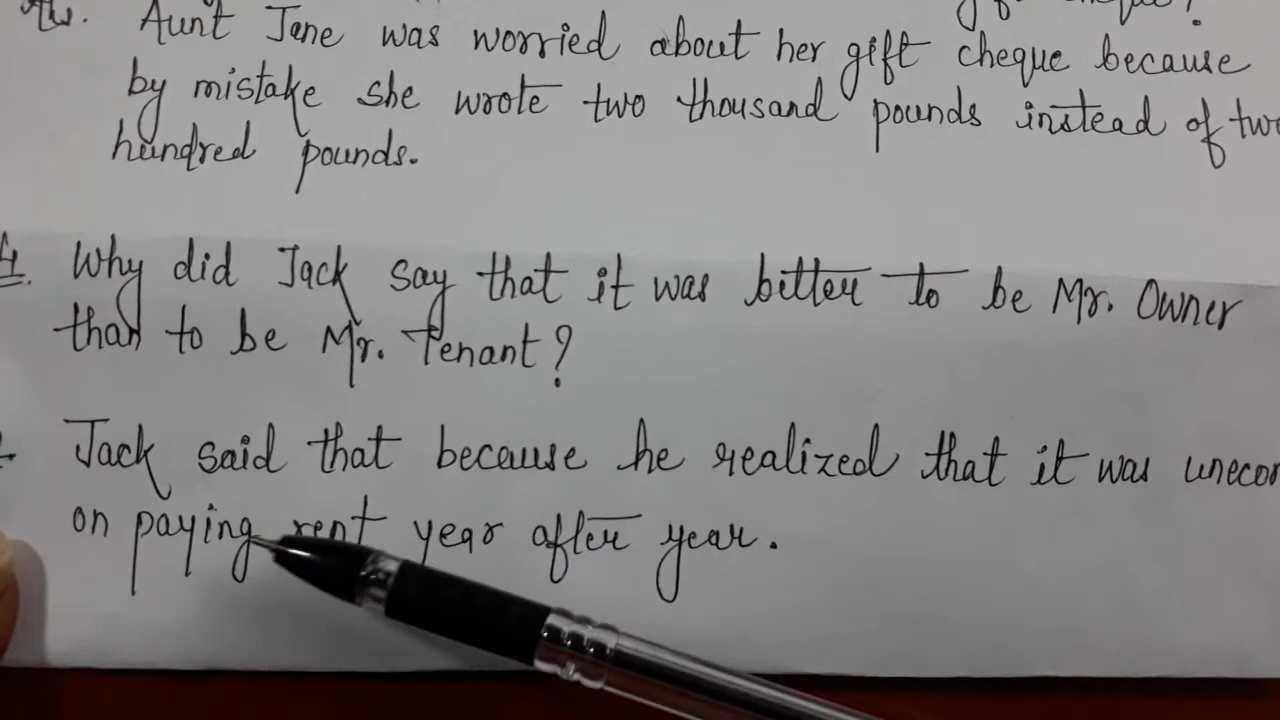 Aunt Jane was worried about her gift cheque because
by mistake she wrote two thousand pounds instead of two
hundred pounds.
4. Why did Jack say that it was better to be Mr. Owner
than to be Mr. Tenant?
Jack said that because he realized that it was
on paying rent year after year.